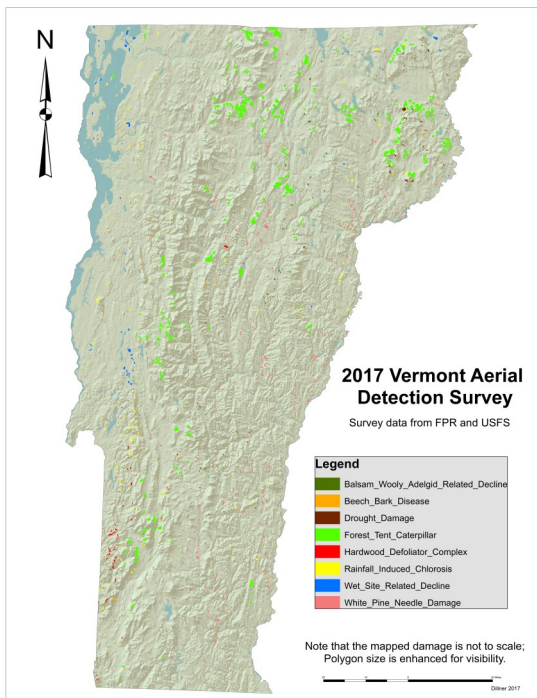 N
2017 Vermont Aerial
Detection Survey
Survey data from FPR and USFS
Legend
Balsam_Wooly_Adelgid_Related_Decline
Beech_Bark_Disease
Drought_Damage
Forest_Tent_Caterpillar
Hardwood_Defoliator_Complex
Rainfall_Induced_Chlorosis
Wet_Site_Related_Decline
White_Pine_Needle_Damage
Note that the mapped damage is not to scale;
Polygon size is enhanced for visibility.
Dillner 2017